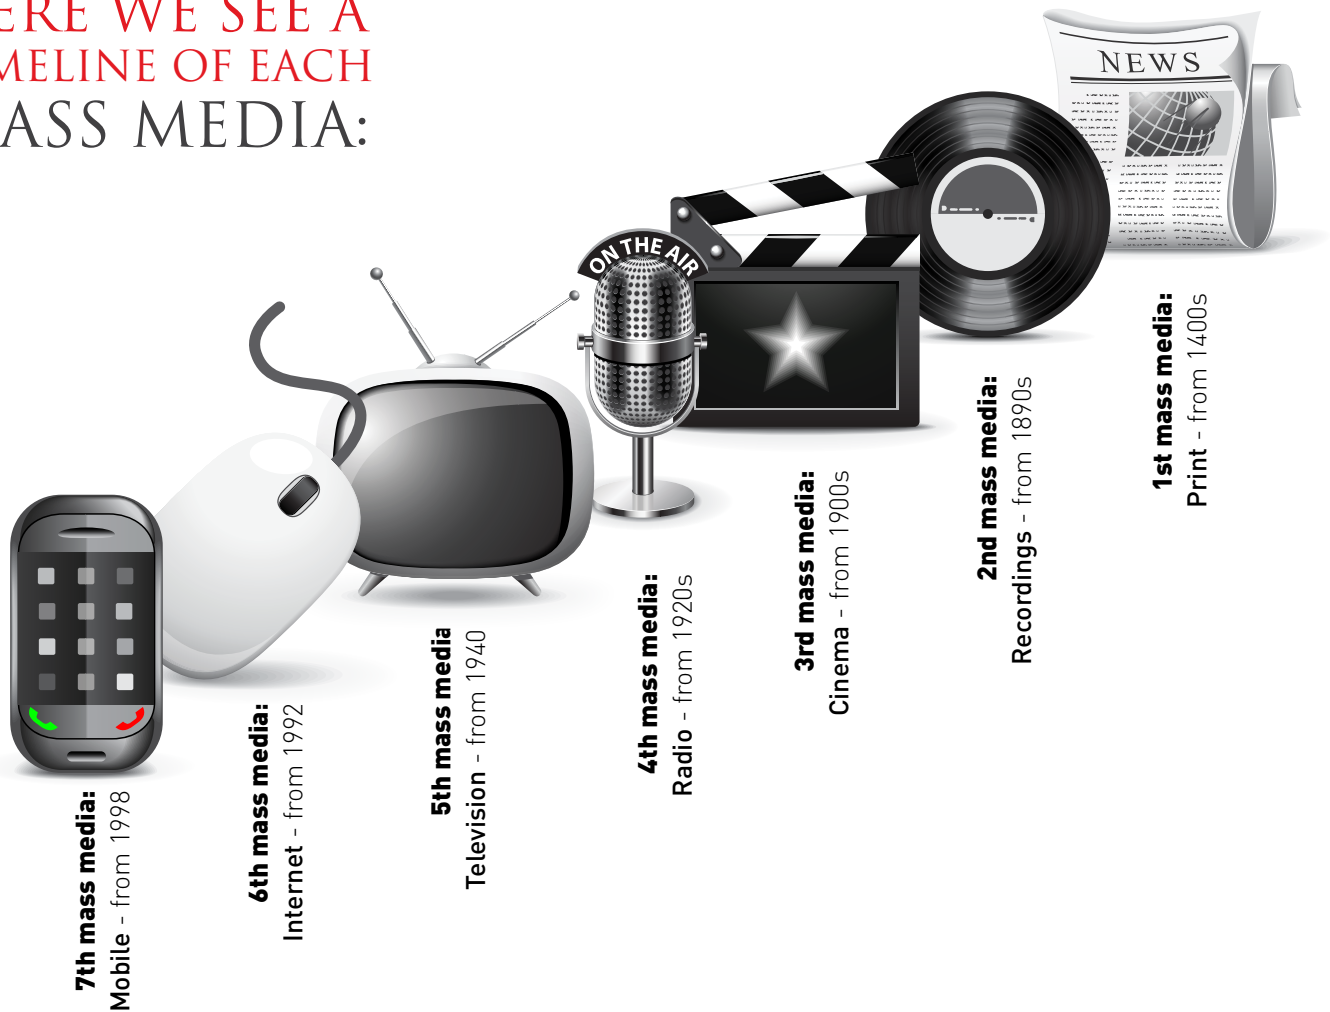 ERE WE SEE A
MELINE OF EACH
ASS MEDIA:
NEWS
ON THE AIR
1st mass media:
Print - from 1400s
2nd mass media:
Recordings - from 1890s
3rd mass media:
Cinema - from 1900s
4th mass media:
Radio - from 1920s
5th mass media
Television - from 1940
6th mass media:
Internet - from 1992
7th mass media:
Mobile - from 1998